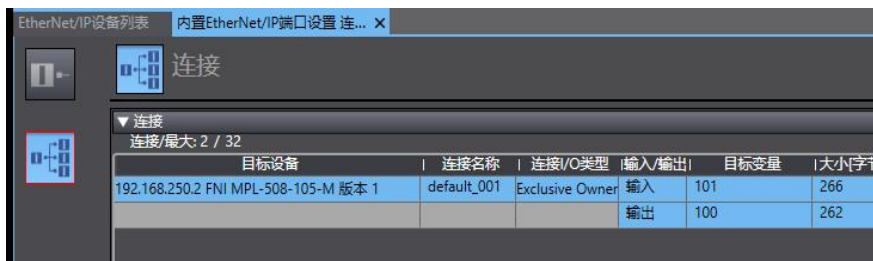 EtherNet/IP设备列表 内置EtherNet/IP端口设置 连... ×
连接
▼连接
连接/最大: 2 / 32
目标设备 连接名称 连接I/O类型 输入/输出 目标变量 大小[字节
192.168.250.2 FNI MPL-508-105-M 版本 1 default_001 Exclusive Owner 输入 101 266
输出 100 262